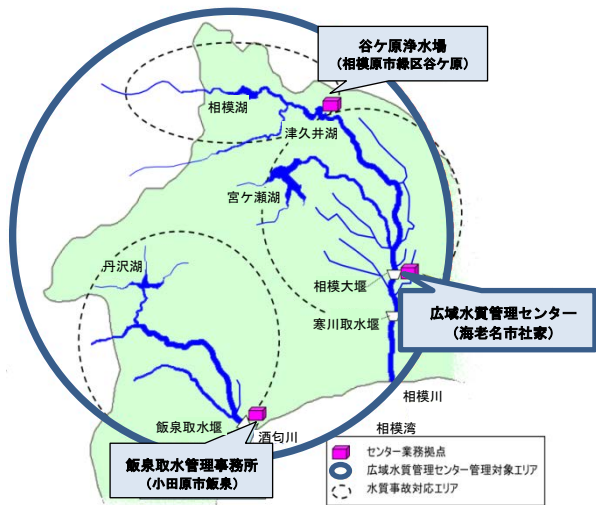 谷ケ原浄水場
(相模原市緑区谷ケ原)
相模湖
津久井湖
宮ケ瀬湖
丹沢湖
相模大堰
広域水質管理センター
(海老名市社家)
寒川取水堰
相模川
飯泉取水堰
酒匂川
相模湾
飯泉取水管理事務所
(小田原市飯泉)
センター業務拠点
広域水質管理センター管理対象エリア
水質事故対応エリア